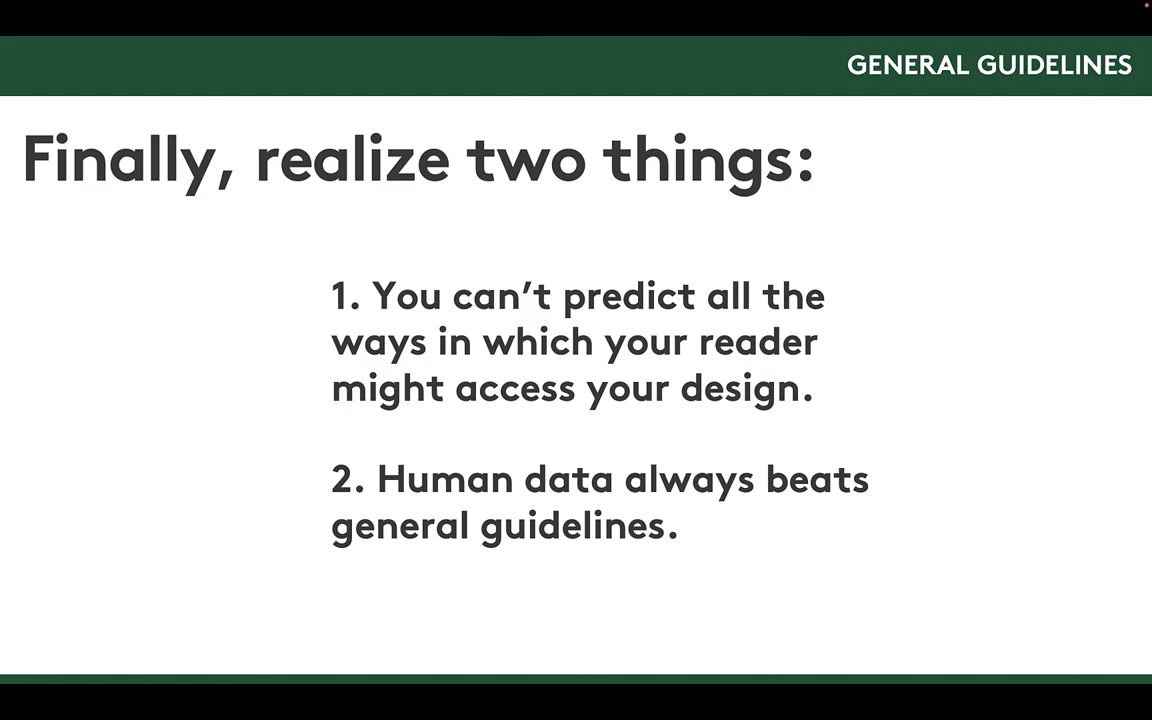 GENERAL GUIDELINES
Finally, realize two things:
1. You can’t predict all the
ways in which your reader
might access your design.
2. Human data always beats
general guidelines.